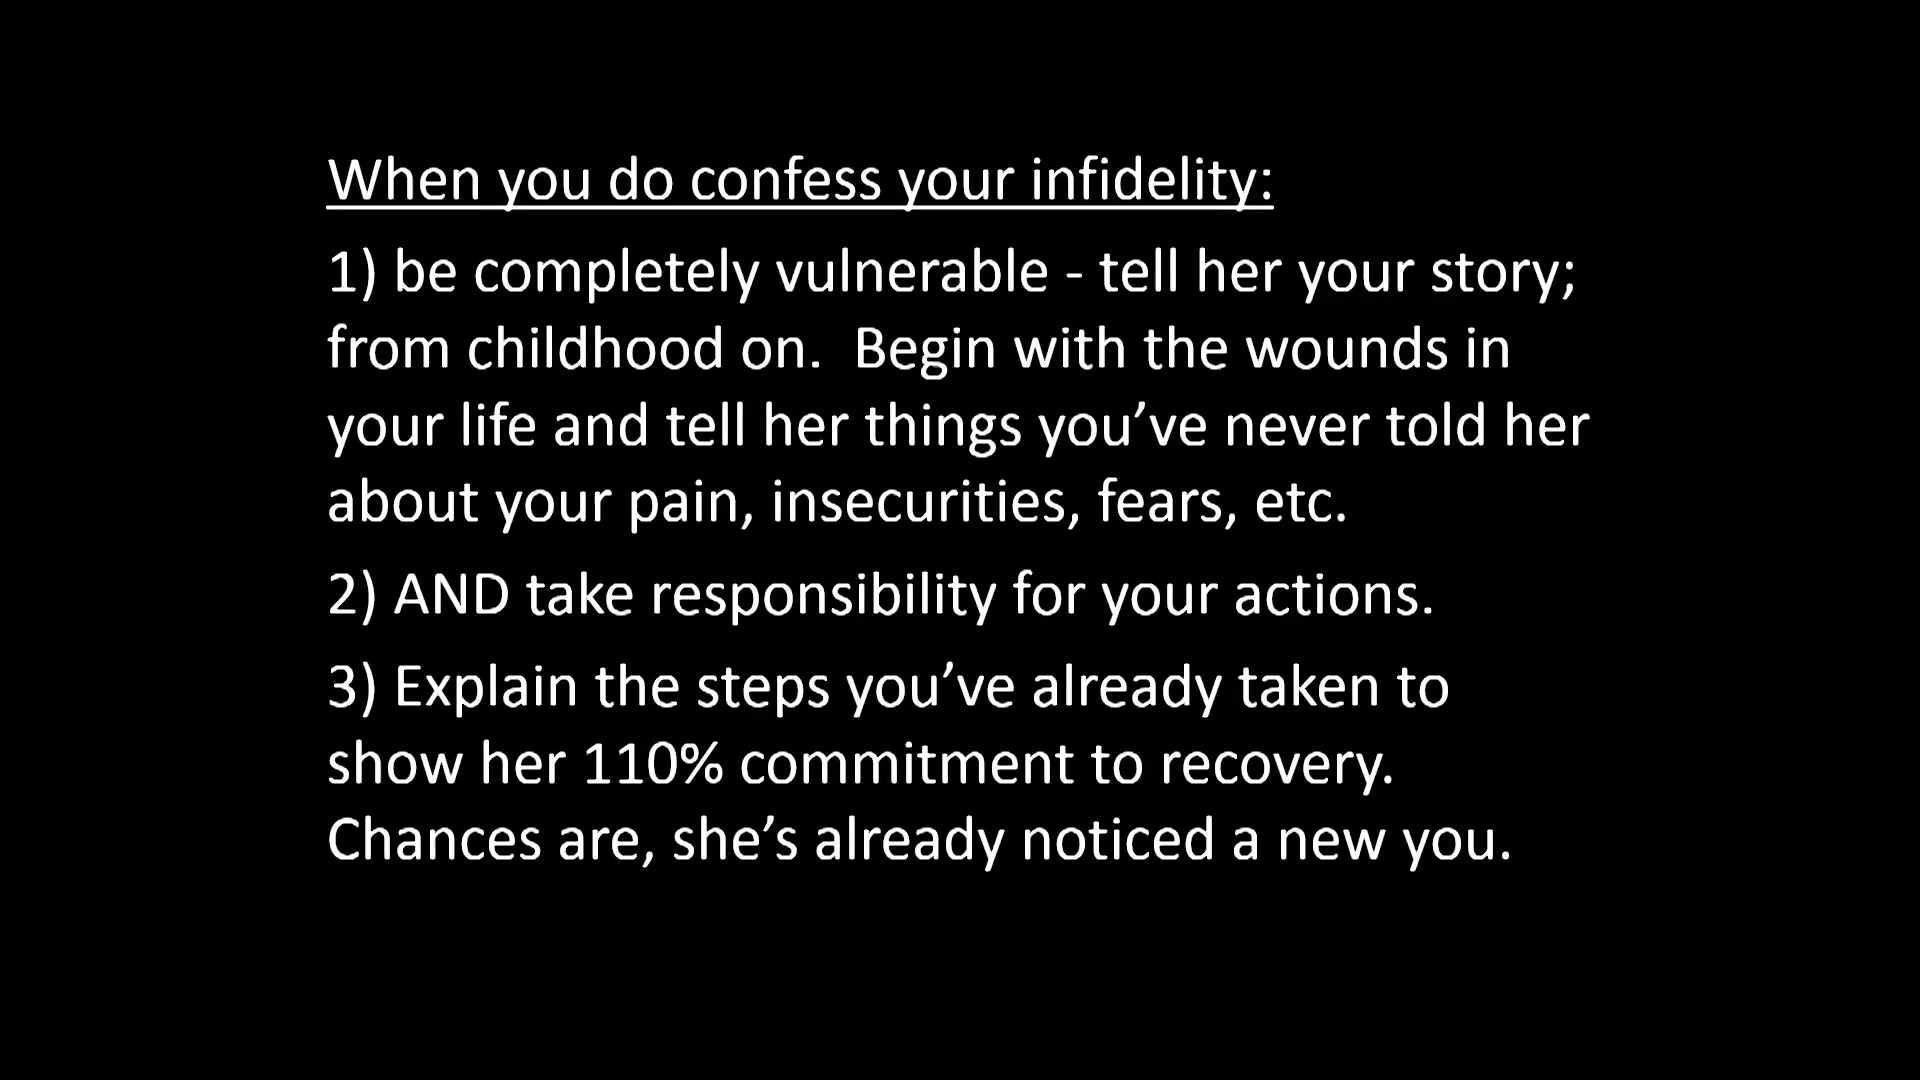 When you do confess your infidelity:
1) be completely vulnerable - tell her your story;
from childhood on.  Begin with the wounds in
your life and tell her things you’ve never told her
about your pain, insecurities, fears, etc.
2) AND take responsibility for your actions.
3) Explain the steps you’ve already taken to
show her 110% commitment to recovery.
Chances are, she’s already noticed a new you.